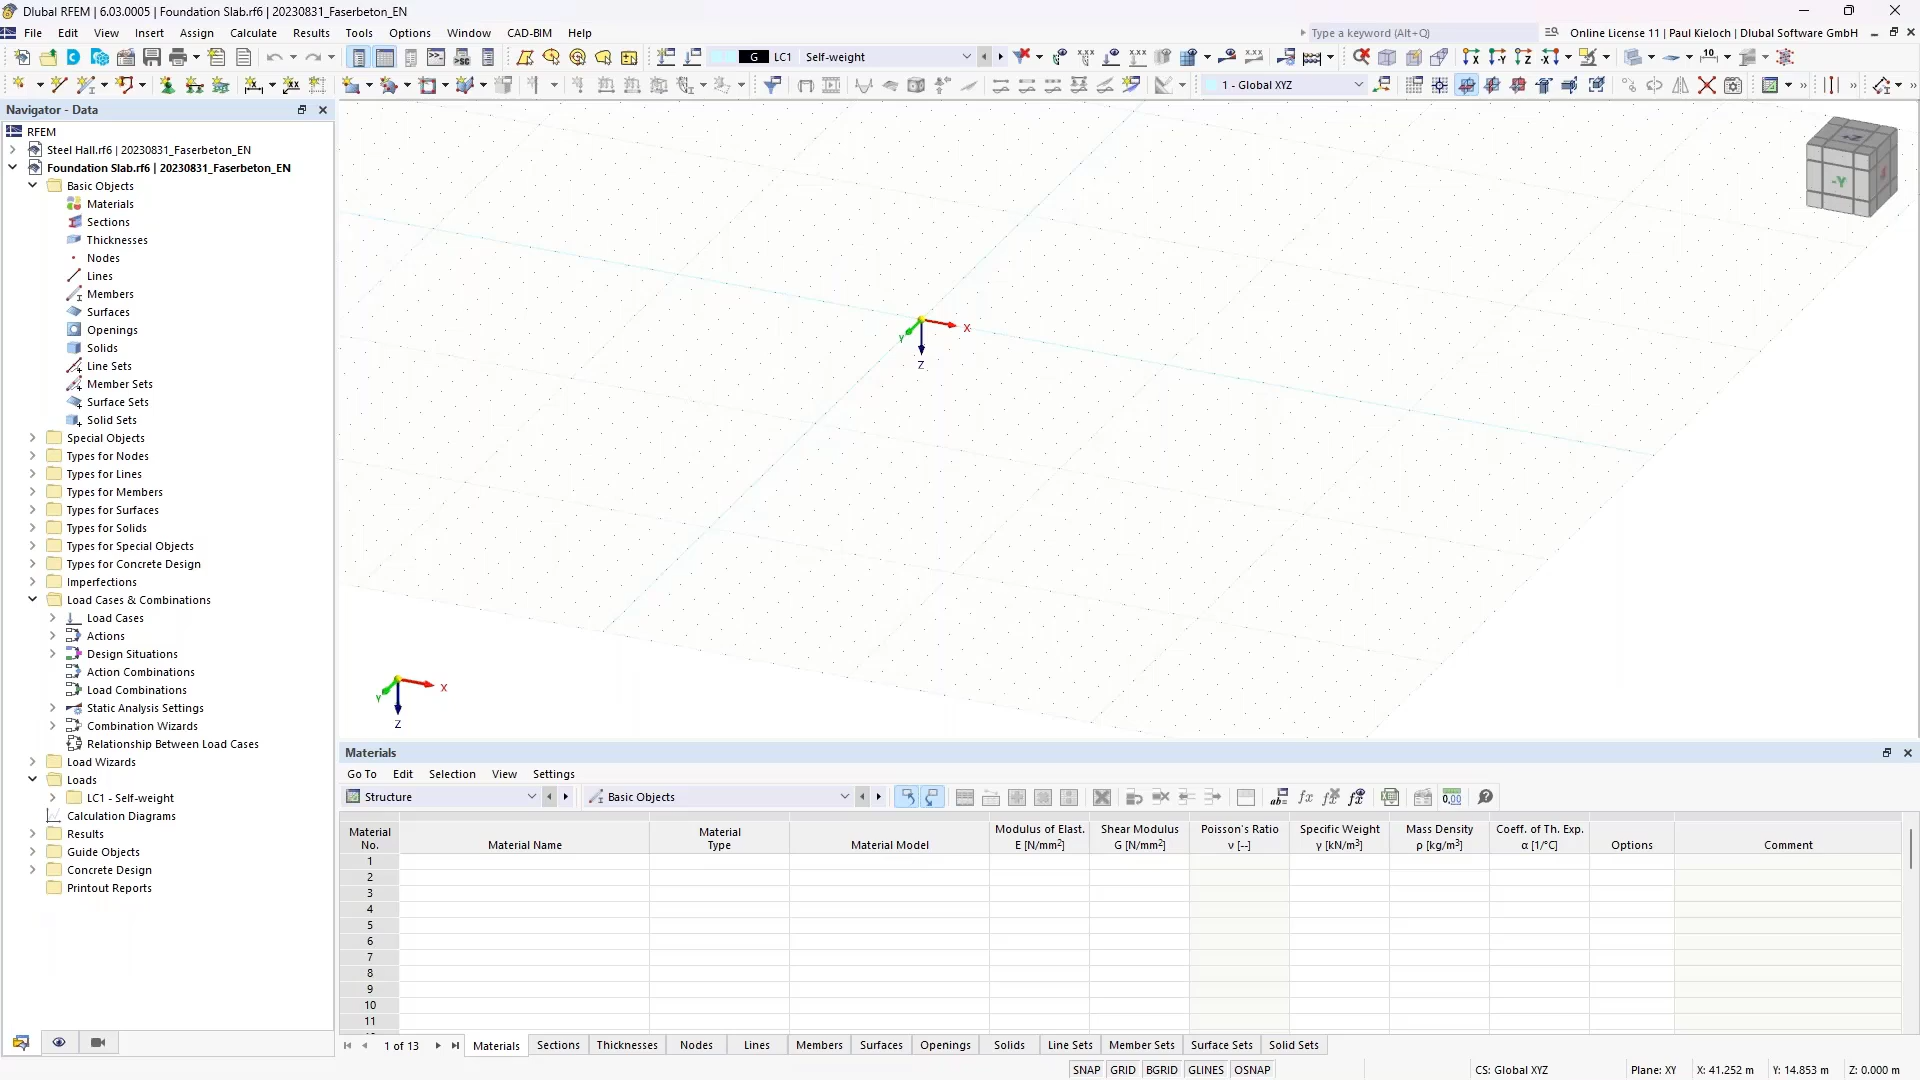 Dlubal RFEM | 6.03.0005 | Foundation Slab.rf6 | 20230831_Faserbeton_EN
File Edit View Insert Assign Calculate Results Tools Options Window CAD-BIM Help
Type a keyword (Alt+Q)
Online License 11 | Paul Kieloch | Dlubal Software GmbH
G LC1 Self-weight
1 - Global XYZ
Navigator - Data
RFEM
Steel Hall.rf6 | 20230831_Faserbeton_EN
Foundation Slab.rf6 | 20230831_Faserbeton_EN
Basic Objects
Materials
Sections
Thicknesses
Nodes
Lines
Members
Surfaces
Openings
Solids
Line Sets
Member Sets
Surface Sets
Solid Sets
Special Objects
Types for Nodes
Types for Lines
Types for Members
Types for Surfaces
Types for Solids
Types for Special Objects
Types for Concrete Design
Imperfections
Load Cases & Combinations
Load Cases
Actions
Design Situations
Action Combinations
Load Combinations
Static Analysis Settings
Combination Wizards
Relationship Between Load Cases
Load Wizards
Loads
LC1 - Self-weight
Calculation Diagrams
Results
Guide Objects
Concrete Design
Printout Reports
+Z
-Y
X
Y
Z
X
Y
Z
Materials
Go To Edit Selection View Settings
Structure
Basic Objects
Material No.
Material Name
Material Type
Material Model
Modulus of Elast. E [N/mm²]
Shear Modulus G [N/mm²]
Poisson's Ratio ν [--]
Specific Weight γ [kN/m³]
Mass Density ρ [kg/m³]
Coeff. of Th. Exp. α [1/°C]
Options
Comment
1
2
3
4
5
6
7
8
9
10
11
1 of 13
Materials Sections Thicknesses Nodes Lines Members Surfaces Openings Solids Line Sets Member Sets Surface Sets Solid Sets
SNAP GRID BGRID GLINES OSNAP
CS: Global XYZ
Plane: XY
X: 41.252 m
Y: 14.853 m
Z: 0.000 m